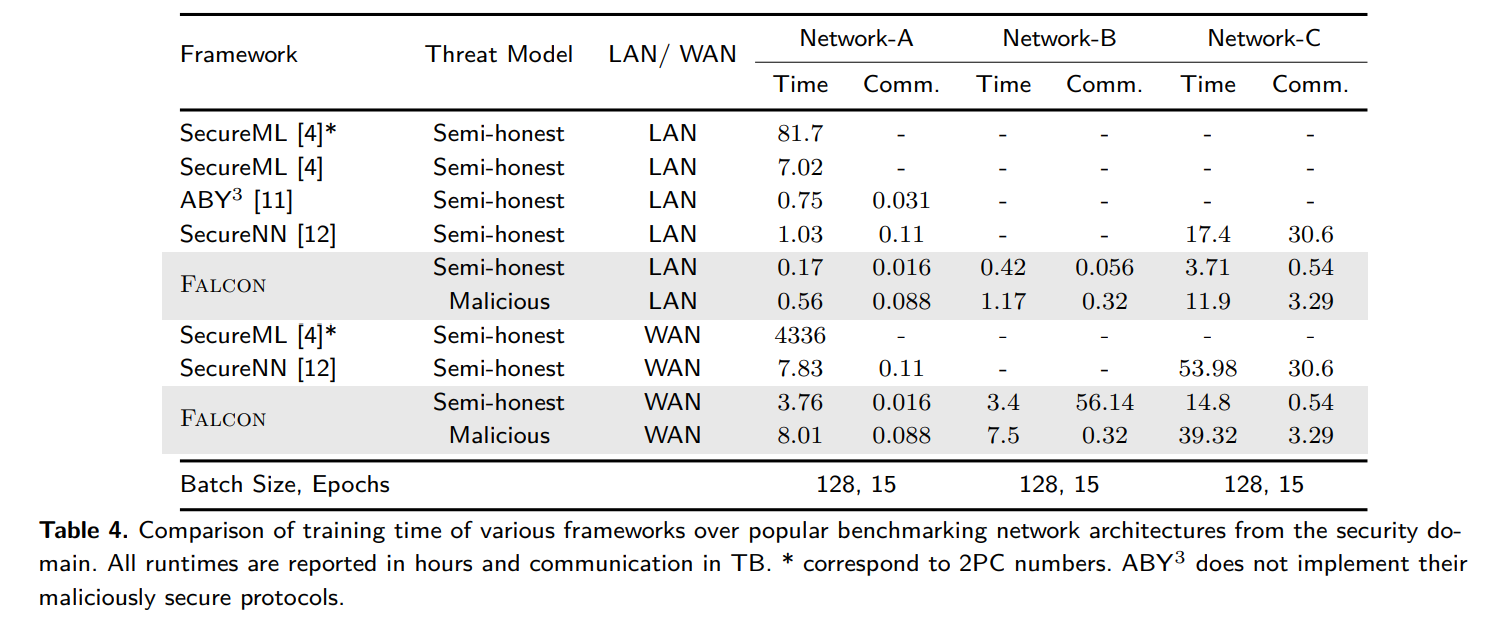 Framework Threat Model LAN/ WAN Network-A Network-B Network-C
Time Comm. Time Comm. Time Comm.
SecureML [4]* Semi-honest LAN 81.7 - - - - -
SecureML [4] Semi-honest LAN 7.02 - - - - -
ABY³ [11] Semi-honest LAN 0.75 0.031 - - - -
SecureNN [12] Semi-honest LAN 1.03 0.11 - - 17.4 30.6
FALCON Semi-honest LAN 0.17 0.016 0.42 0.056 3.71 0.54
Malicious LAN 0.56 0.088 1.17 0.32 11.9 3.29
SecureML [4]* Semi-honest WAN 4336 - - - - -
SecureNN [12] Semi-honest WAN 7.83 0.11 - - 53.98 30.6
FALCON Semi-honest WAN 3.76 0.016 3.4 56.14 14.8 0.54
Malicious WAN 8.01 0.088 7.5 0.32 39.32 3.29
Batch Size, Epochs 128, 15 128, 15 128, 15
Table 4. Comparison of training time of various frameworks over popular benchmarking network architectures from the security do-
main. All runtimes are reported in hours and communication in TB. * correspond to 2PC numbers. ABY³ does not implement their
maliciously secure protocols.